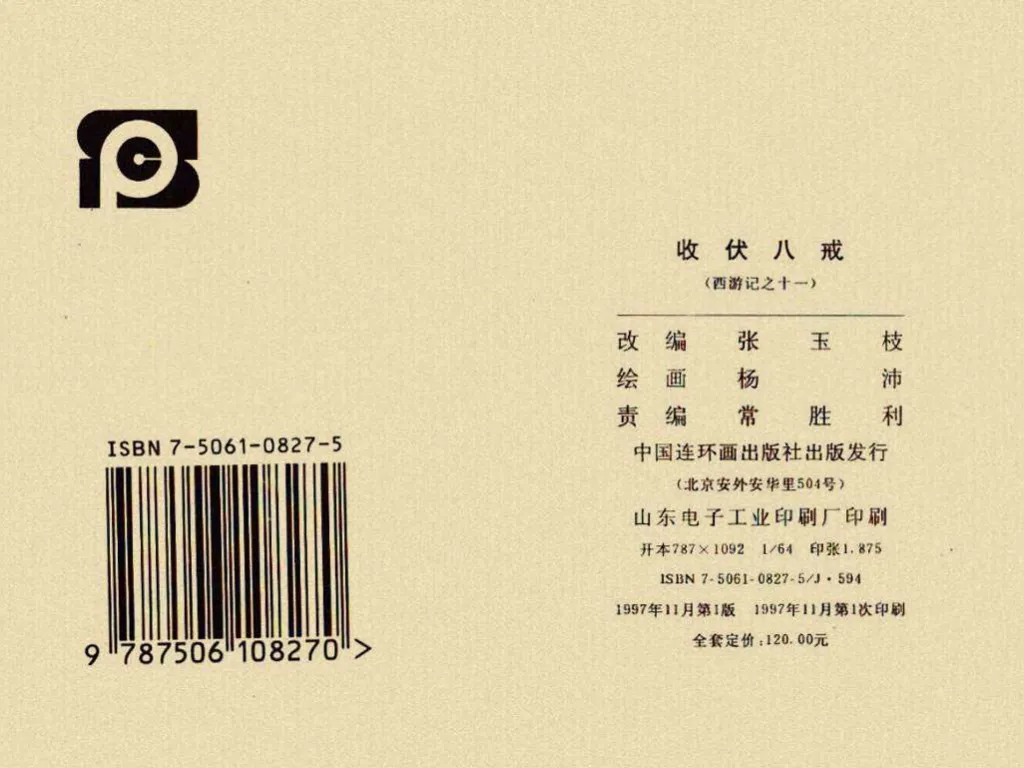 ISBN 7-5061-0827-5
9 787506 108270 >
收伏八戒
(西游记之十一)
改编 张玉枝
绘画 杨沛
责编 常胜利
中国连环画出版社出版发行
(北京安外安华里504号)
山东电子工业印刷厂印刷
开本787×1092 1/64 印张1.875
ISBN 7-5061-0827-5/J·594
1997年11月第1版 1997年11月第1次印刷
全套定价:120.00元